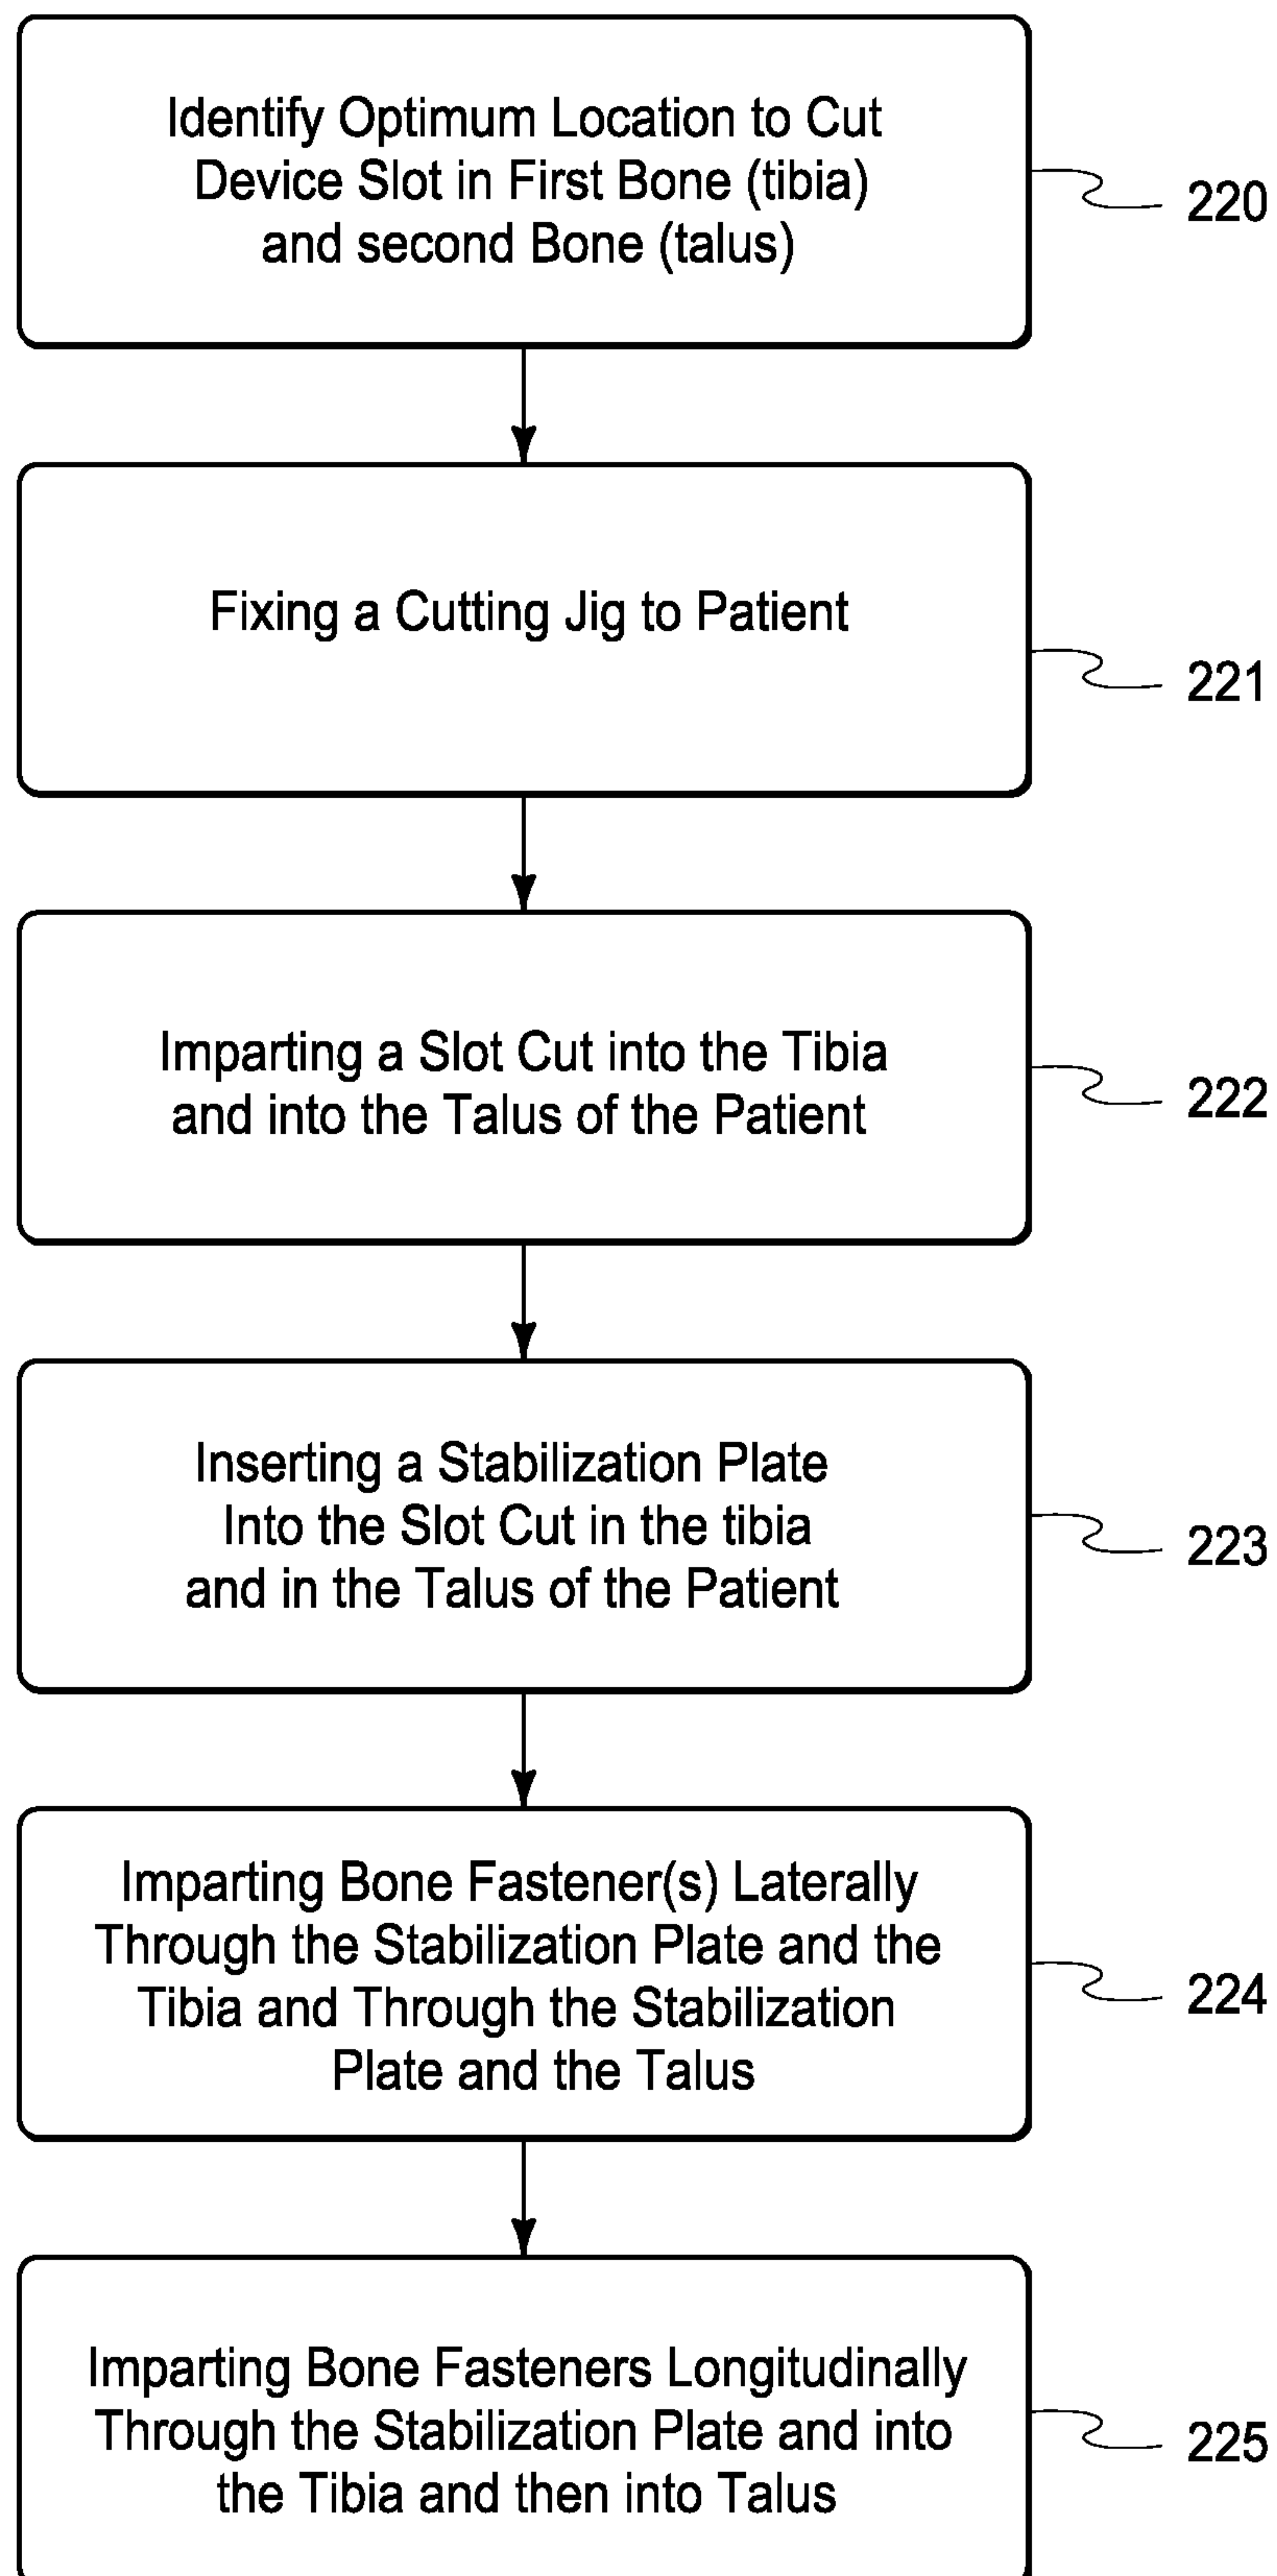 Identify Optimum Location to Cut
Device Slot in First Bone (tibia)
and second Bone (talus)
220
Fixing a Cutting Jig to Patient
221
Imparting a Slot Cut into the Tibia
and into the Talus of the Patient
222
Inserting a Stabilization Plate
Into the Slot Cut in the tibia
and in the Talus of the Patient
223
Imparting Bone Fastener(s) Laterally
Through the Stabilization Plate and the
Tibia and Through the Stabilization
Plate and the Talus
224
Imparting Bone Fasteners Longitudinally
Through the Stabilization Plate and into
the Tibia and then into Talus
225